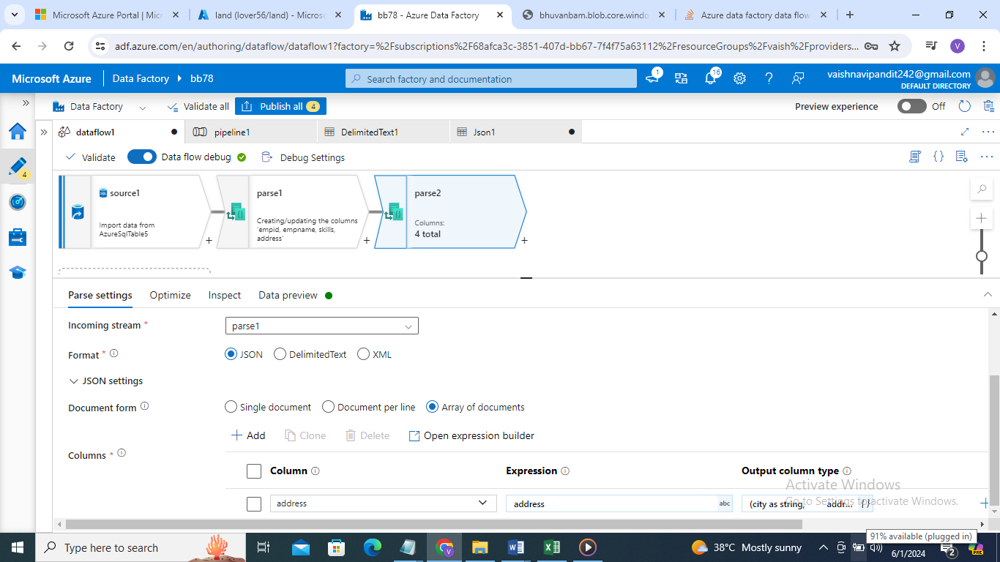 Microsoft Azure Portal | Micr
land (lover56/land) - Microso
bb78 - Azure Data Factory
bhuvanbam.blob.core.windo
Azure data factory data flow
adf.azure.com/en/authoring/dataflow/dataflow1?factory=%2Fsubscriptions%2F68afca3c-3851-407d-bb67-7f4f75a63112%2FresourceGroups%2Fvaish%2Fproviders...
V
Microsoft Azure
Data Factory
bb78
Search factory and documentation
1
16
vaishnavipandit242@gmail.com
DEFAULT DIRECTORY
Data Factory
Validate all
Publish all 4
Preview experience
Off
dataflow1
pipeline1
DelimitedText1
Json1
Validate
Data flow debug
Debug Settings
4
source1
Import data from
AzureSqlTable5
+
parse1
Creating/updating the columns
'empid, empname, skills,
address'
+
parse2
Columns:
4 total
+
Parse settings
Optimize
Inspect
Data preview
Incoming stream *
parse1
Format *
JSON
DelimitedText
XML
JSON settings
Document form
Single document
Document per line
Array of documents
Add
Clone
Delete
Open expression builder
Columns *
Column
Expression
Output column type
address
address
abc
(city as string, addr... {}
Activate Windows
Go to Settings to activate Windows.
91% available (plugged in)
Type here to search
38°C Mostly sunny
6/1/2024
2
PRE